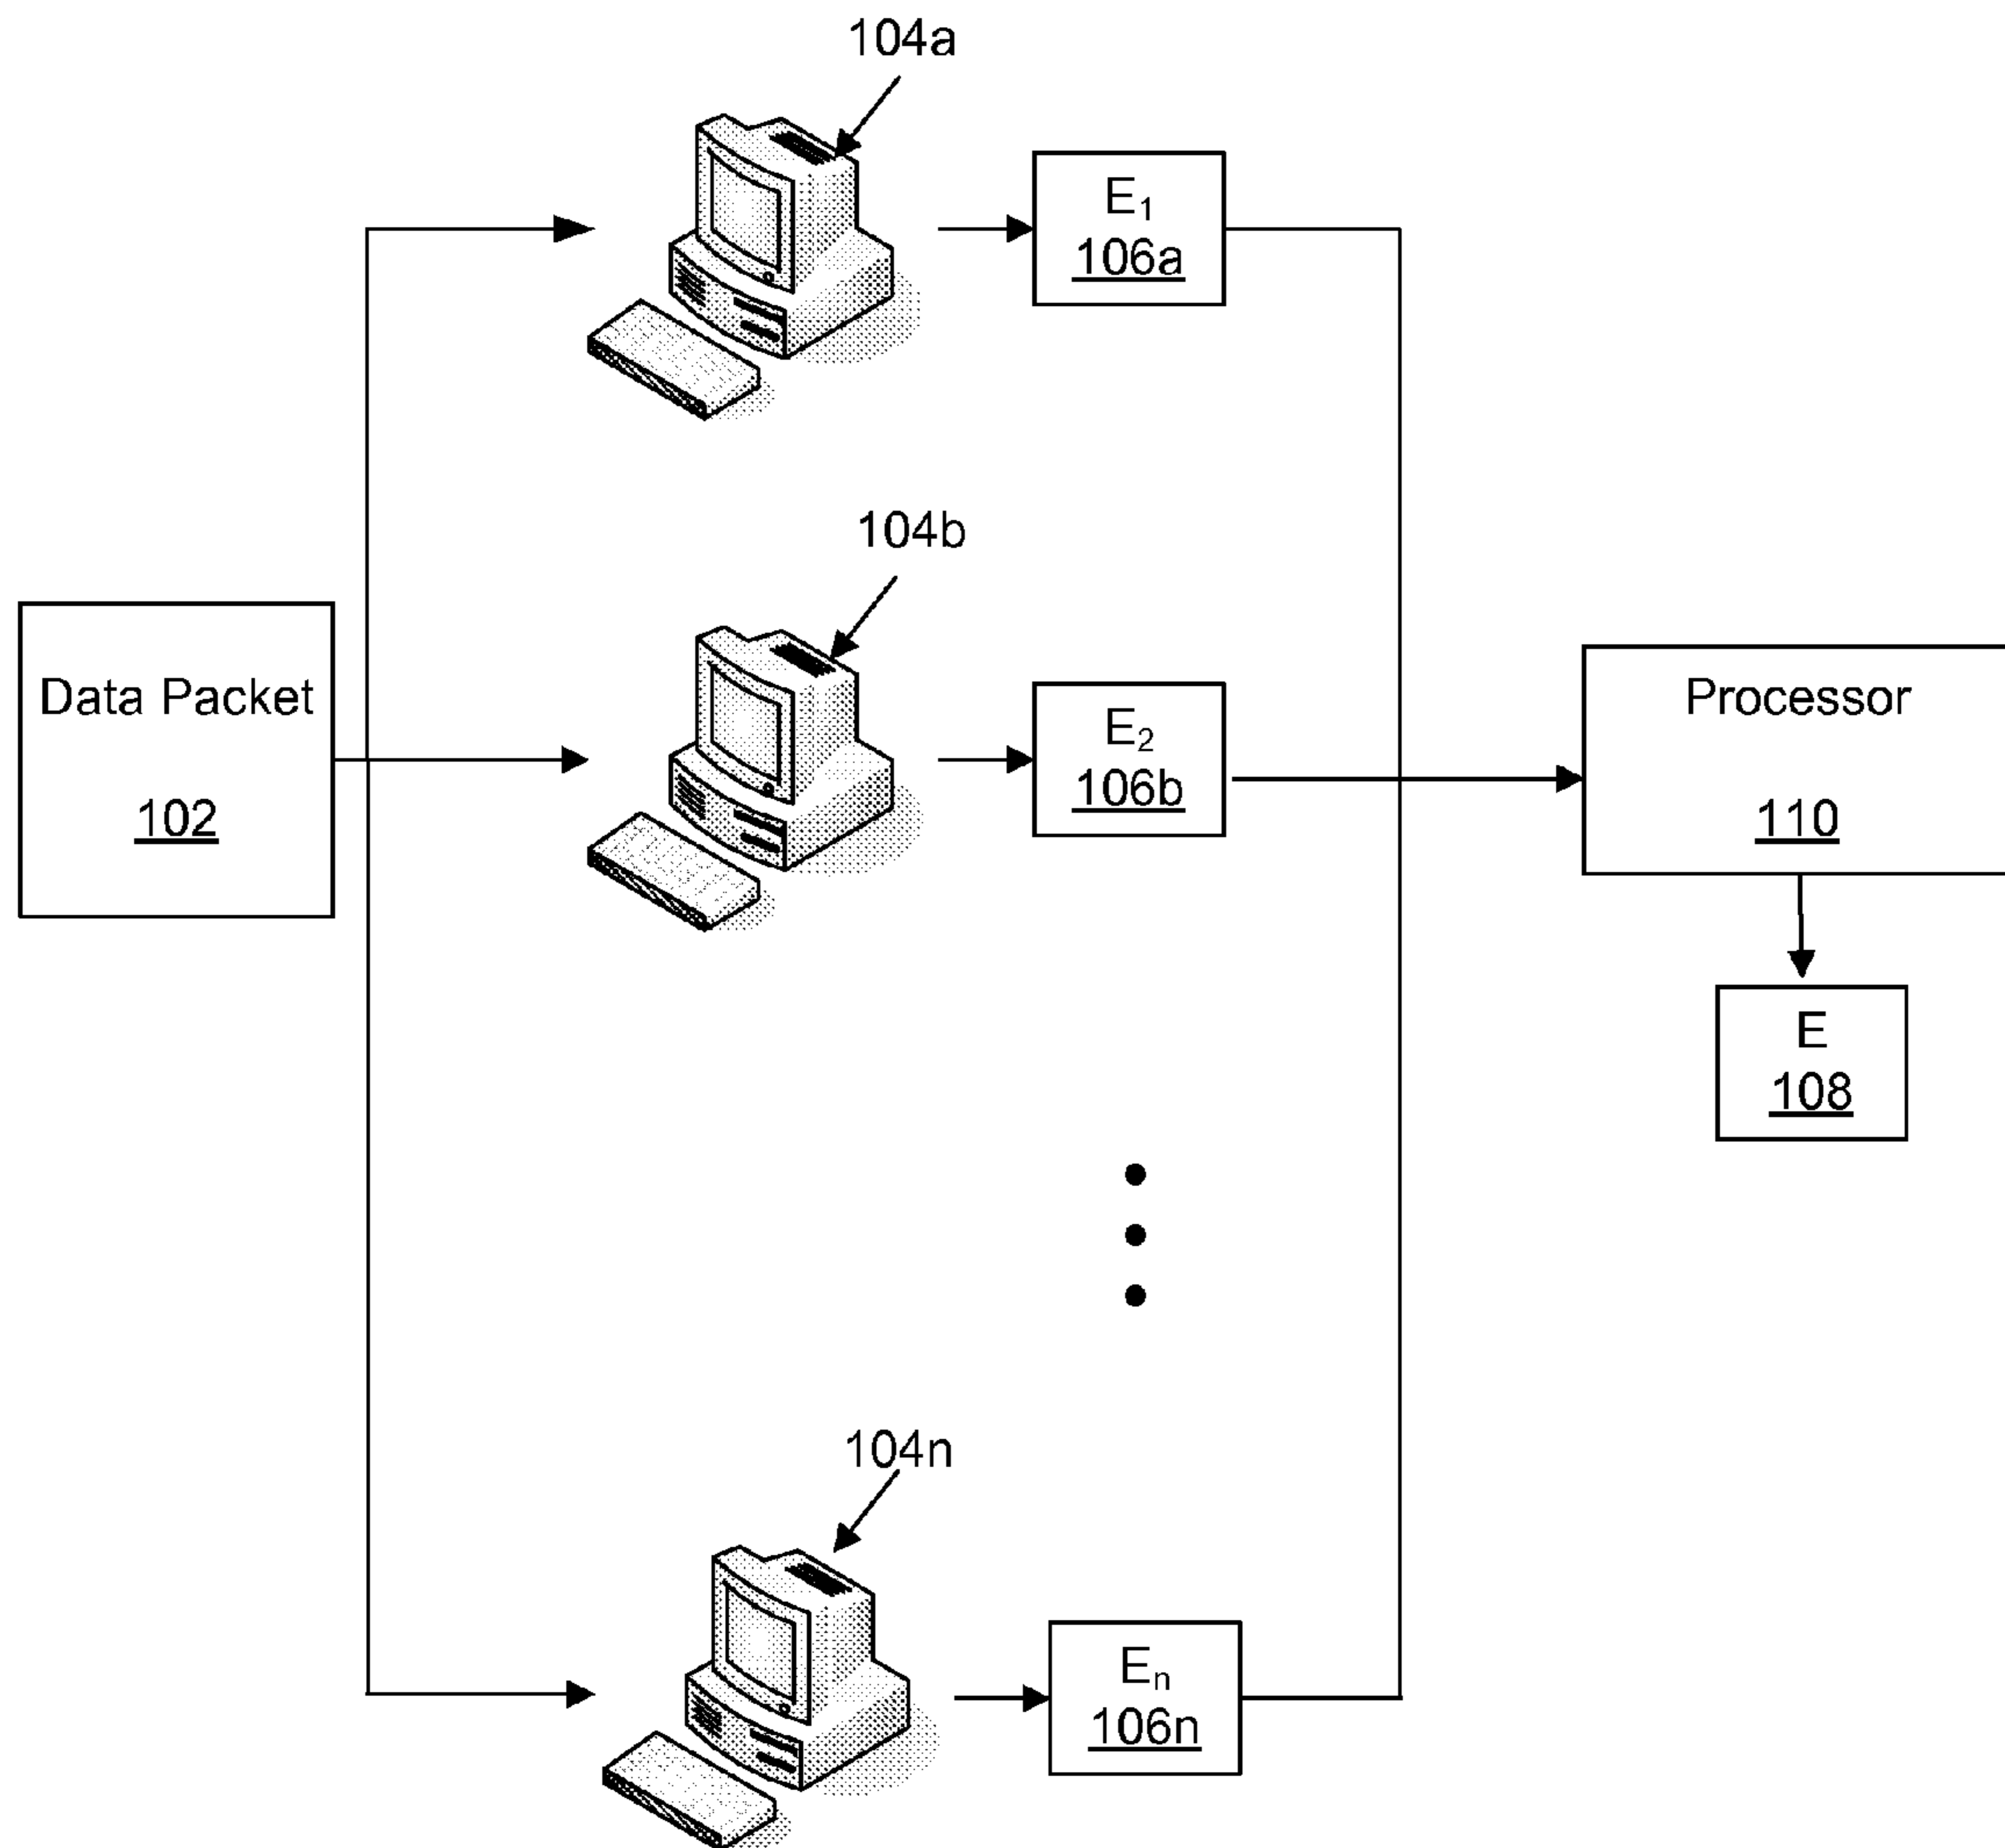 104a
E₁
106a
104b
Data Packet
102
E₂
106b
Processor
110
E
108
104n
Eₙ
106n